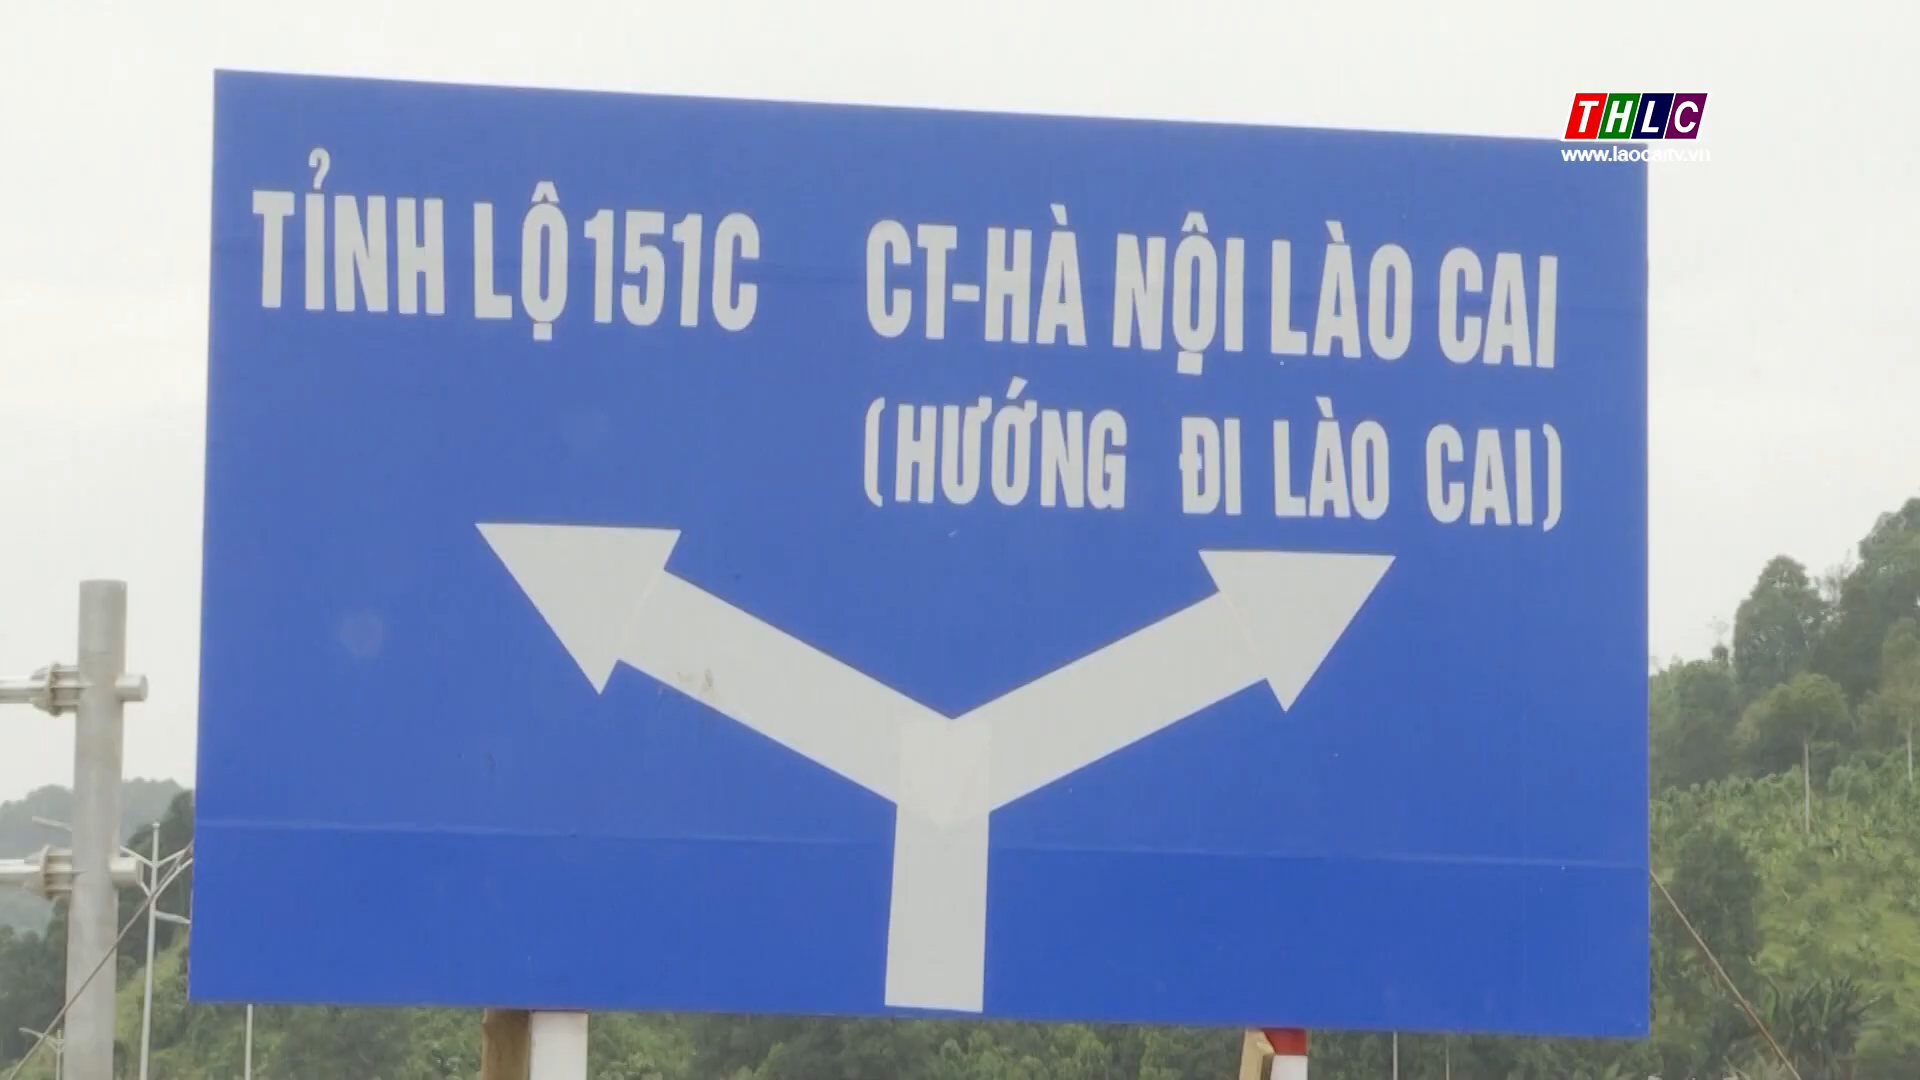 THLC
www.laocaitv.vn
TỈNH LỘ 151C
CT-HÀ NỘI LÀO CAI
(HƯỚNG ĐI LÀO CAI)